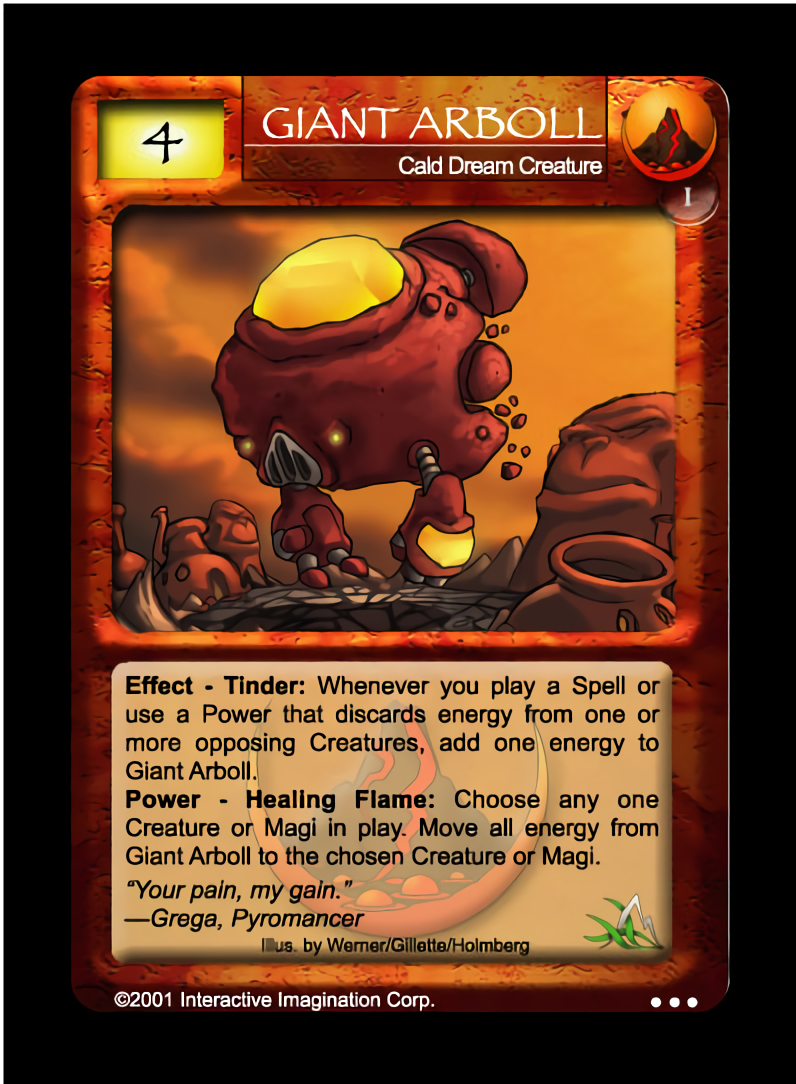 4
GIANT ARBOLL
Cald Dream Creature
I
Effect - Tinder: Whenever you play a Spell or
use a Power that discards energy from one or
more opposing Creatures, add one energy to
Giant Arboll.
Power - Healing Flame: Choose any one
Creature or Magi in play. Move all energy from
Giant Arboll to the chosen Creature or Magi.
“Your pain, my gain.”
—Grega, Pyromancer
Illus. by Werner/Gillette/Holmberg
©2001 Interactive Imagination Corp.